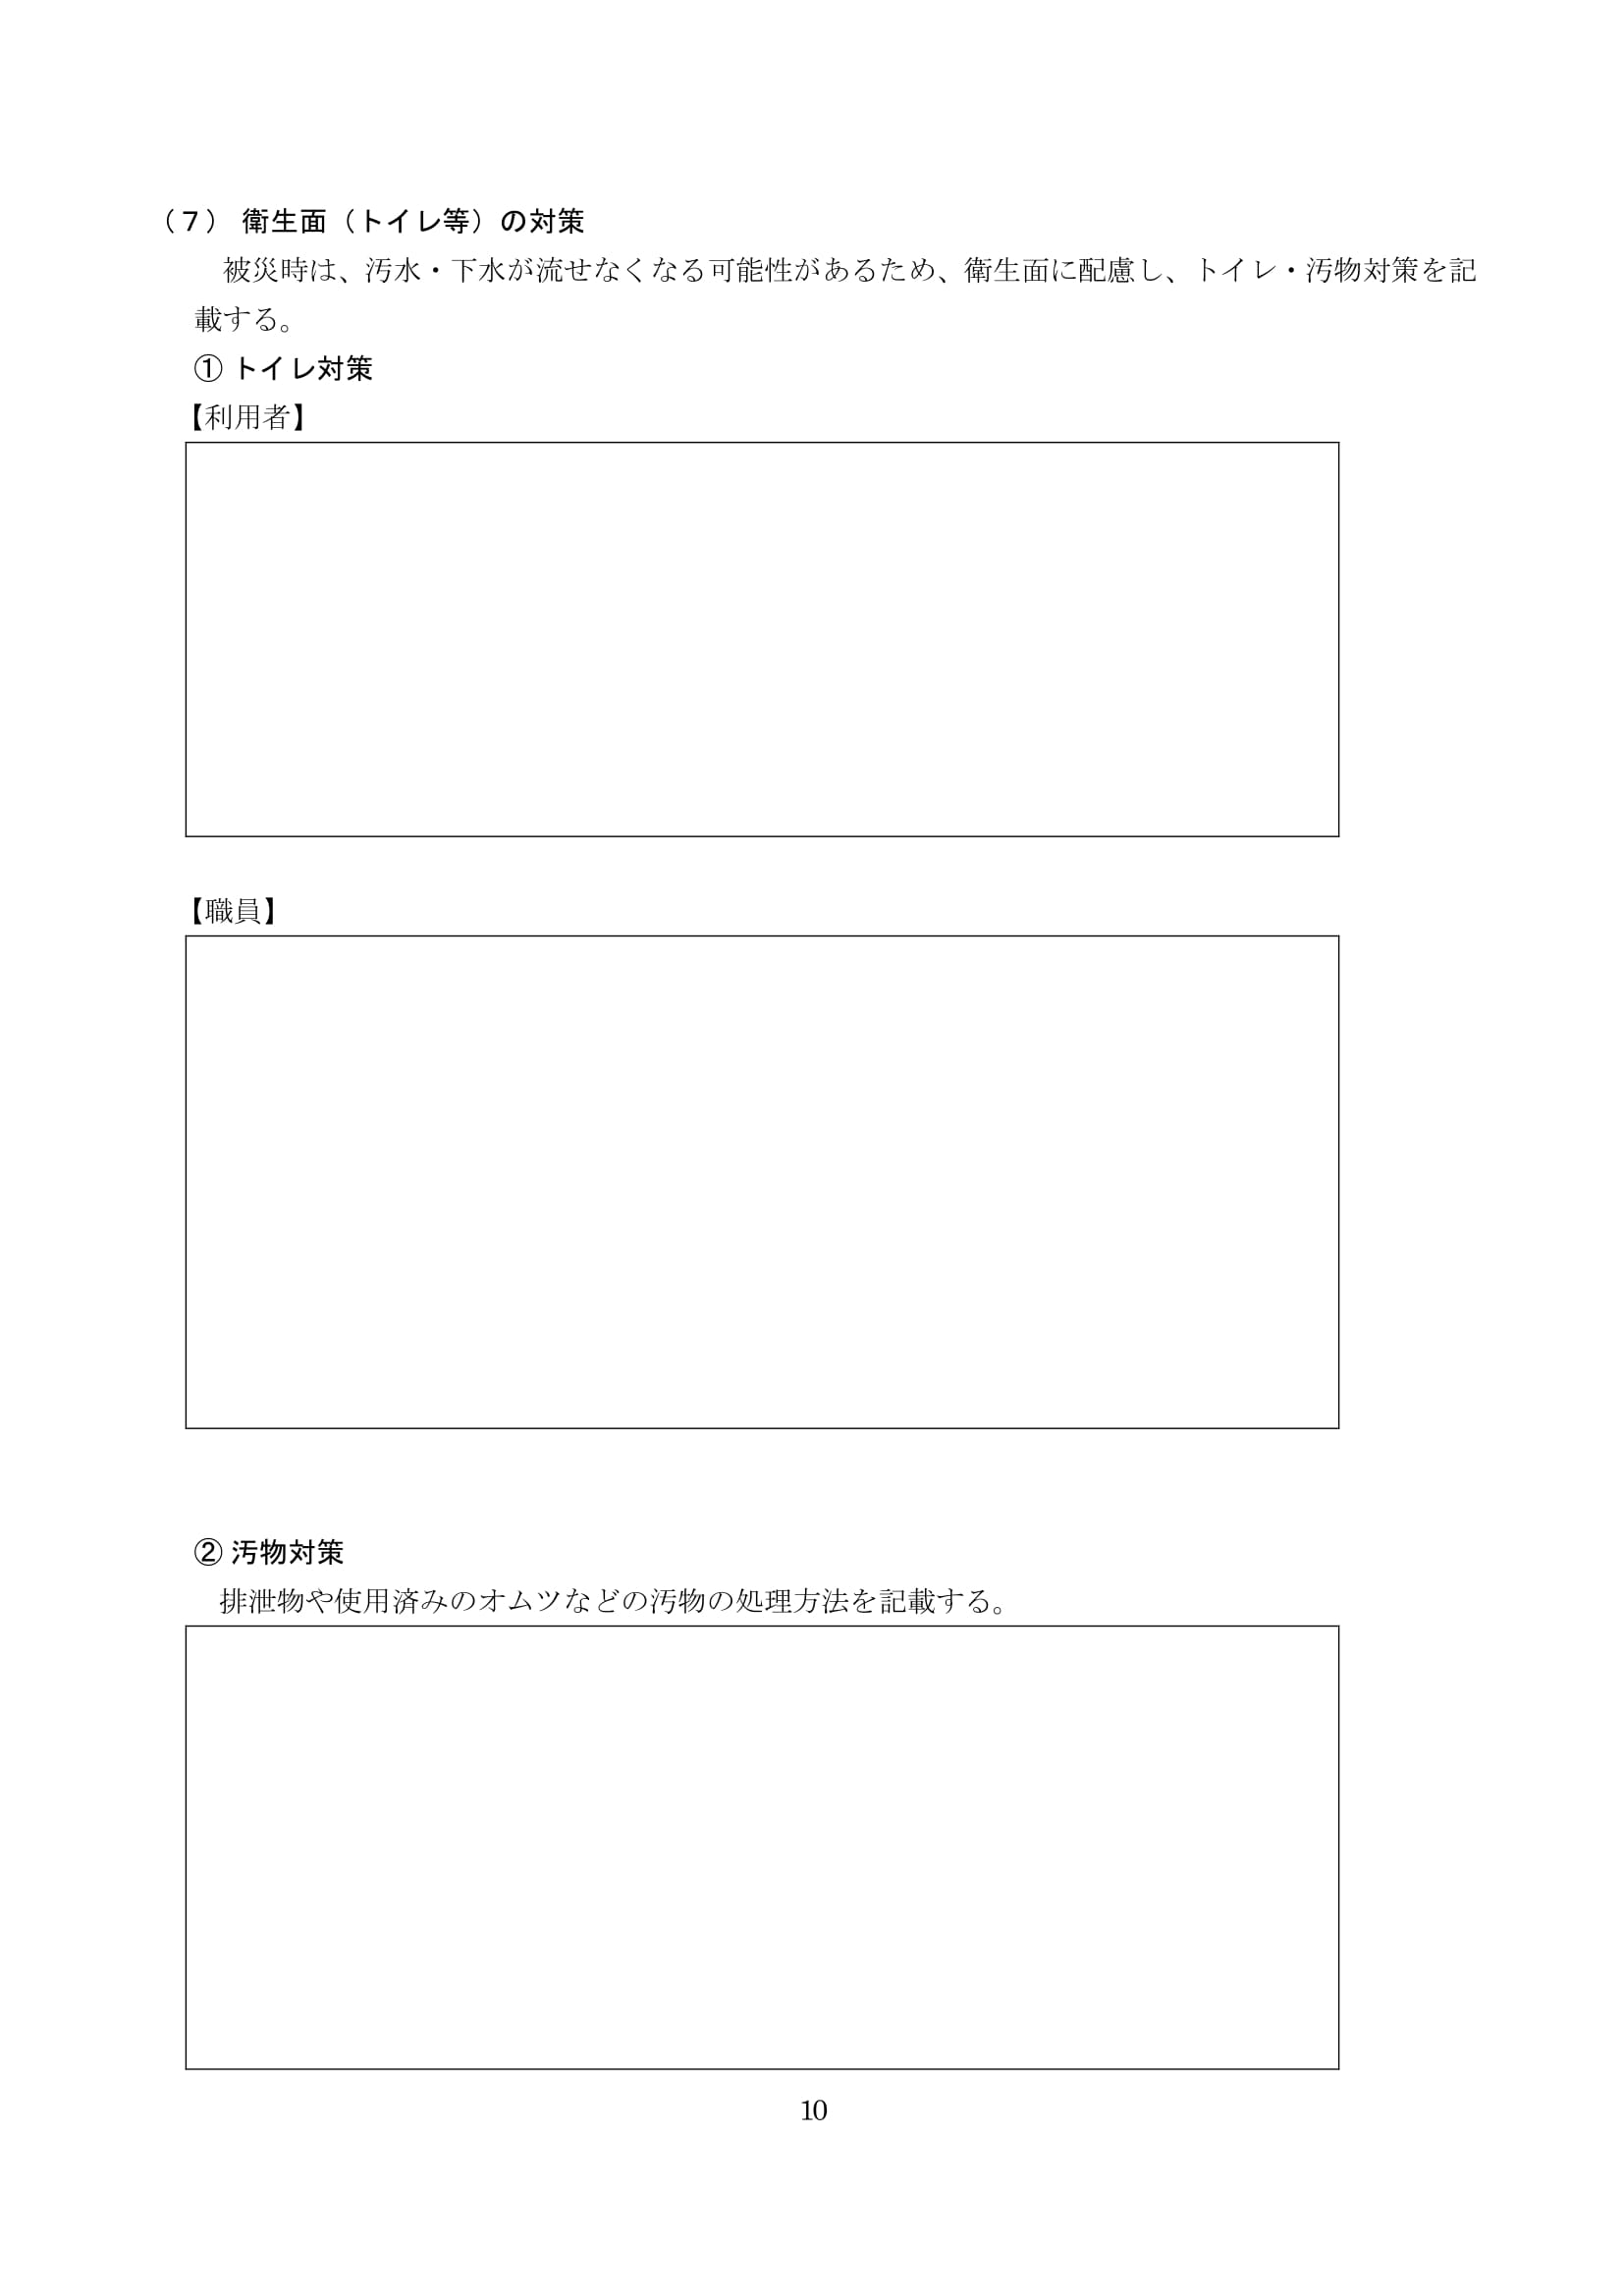 （７） 衛生面（トイレ等）の対策
被災時は、汚水・下水が流せなくなる可能性があるため、衛生面に配慮し、トイレ・汚物対策を記
載する。
① トイレ対策
【利用者】
【職員】
② 汚物対策
排泄物や使用済みのオムツなどの汚物の処理方法を記載する。
10